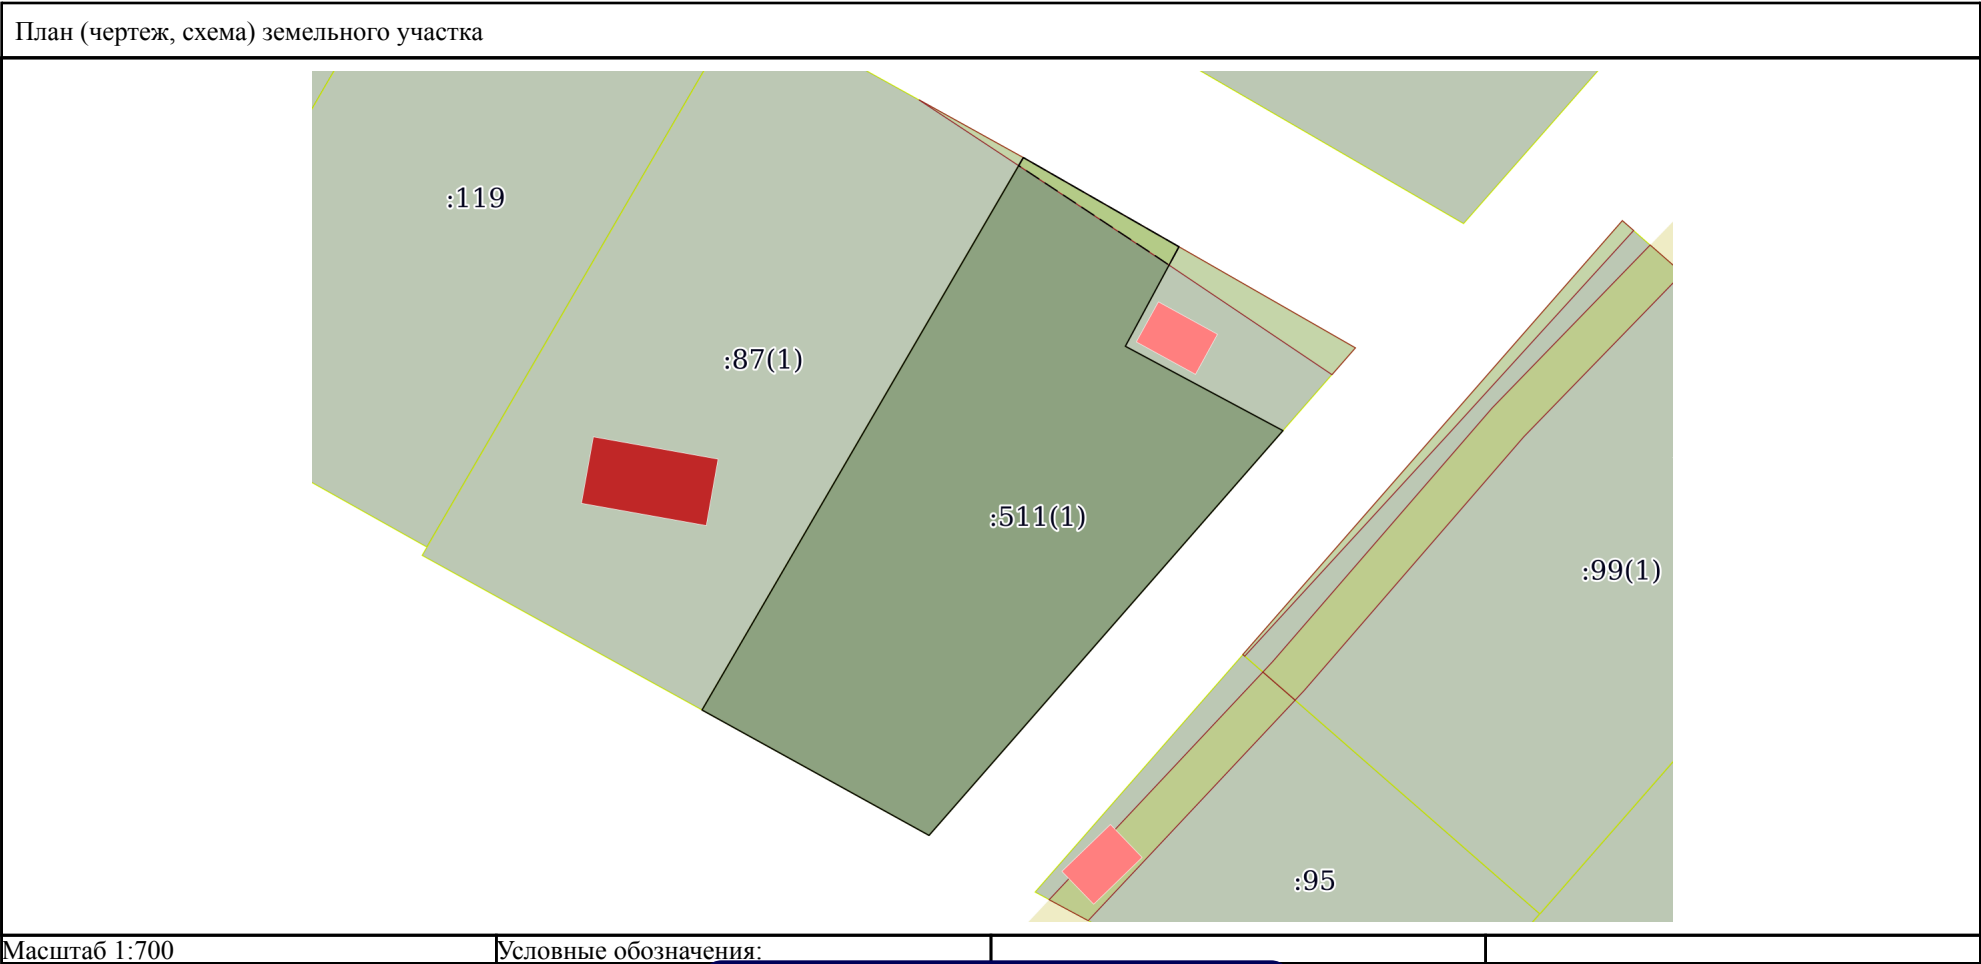 План (чертеж, схема) земельного участка
:119
:87(1)
:511(1)
:99(1)
:95
Масштаб 1:700
Условные обозначения: